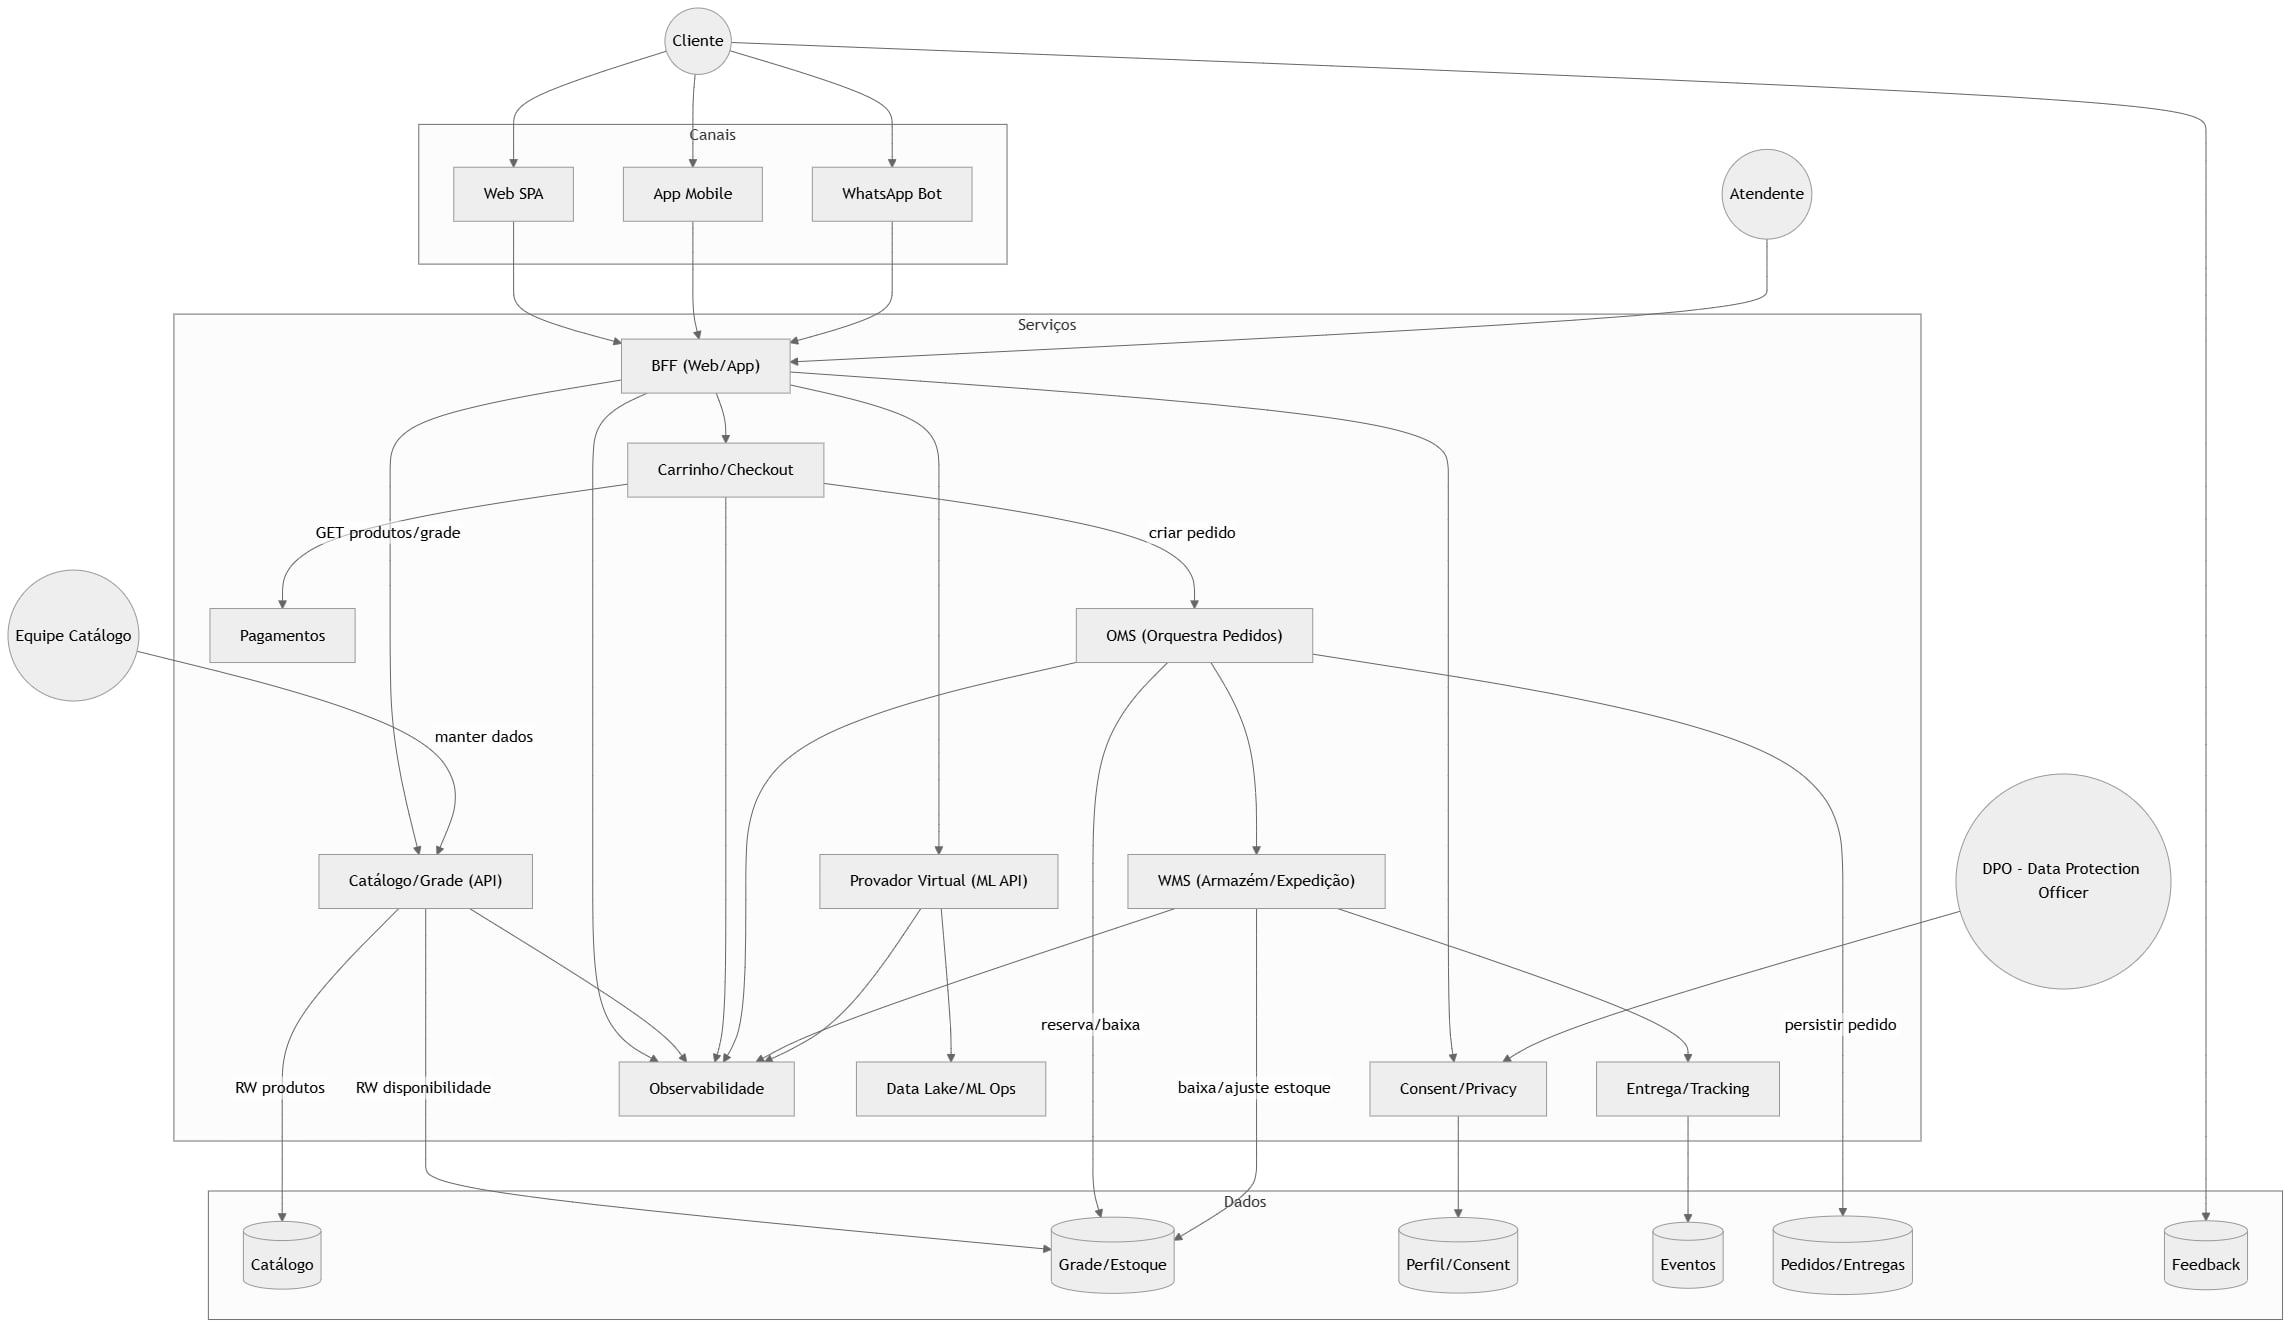 Cliente
Canais
Web SPA
App Mobile
WhatsApp Bot
Atendente
Serviços
BFF (Web/App)
Carrinho/Checkout
GET produtos/grade
criar pedido
Equipe Catálogo
Pagamentos
OMS (Orquestra Pedidos)
manter dados
Catálogo/Grade (API)
Provador Virtual (ML API)
WMS (Armazém/Expedição)
DPO - Data Protection
Officer
reserva/baixa
persistir pedido
RW produtos
RW disponibilidade
Observabilidade
Data Lake/ML Ops
baixa/ajuste estoque
Consent/Privacy
Entrega/Tracking
Dados
Catálogo
Grade/Estoque
Perfil/Consent
Eventos
Pedidos/Entregas
Feedback